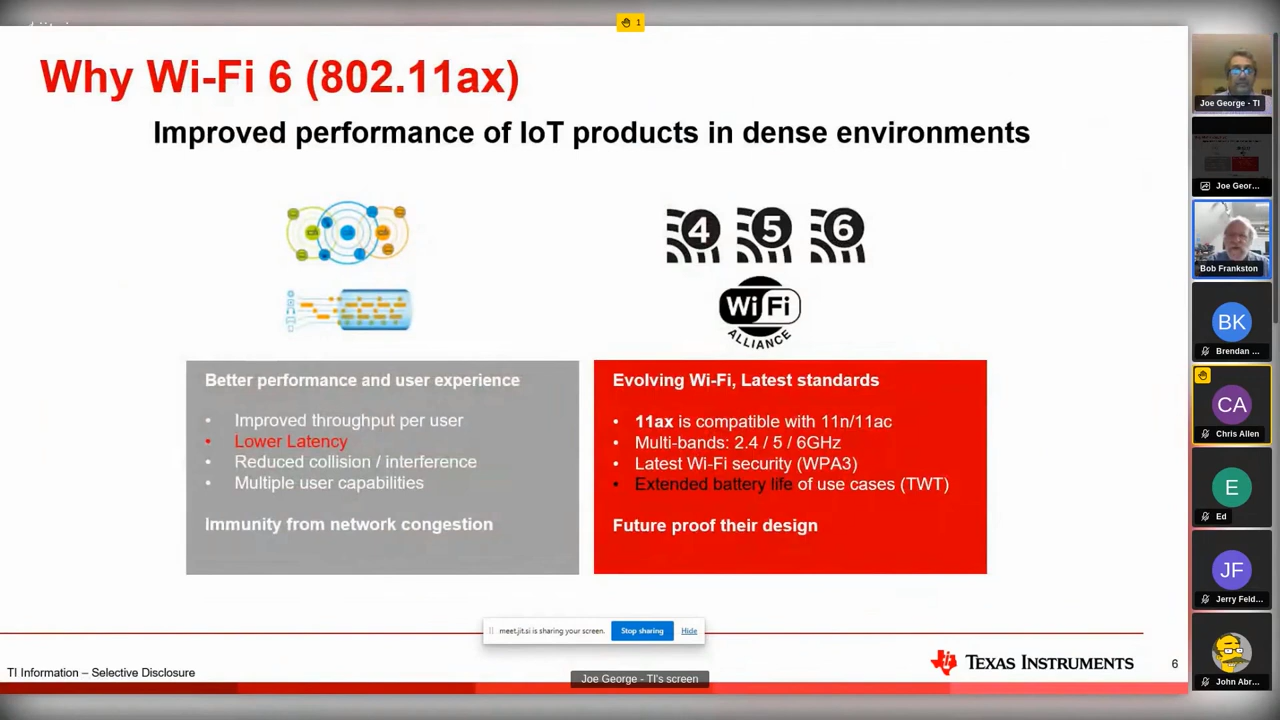 1
Why Wi-Fi 6 (802.11ax)
Improved performance of IoT products in dense environments
4 5 6
Wi Fi
ALLIANCE
Better performance and user experience
• Improved throughput per user
• Lower Latency
• Reduced collision / interference
• Multiple user capabilities
Immunity from network congestion
Evolving Wi-Fi, Latest standards
• 11ax is compatible with 11n/11ac
• Multi-bands: 2.4 / 5 / 6GHz
• Latest Wi-Fi security (WPA3)
• Extended battery life of use cases (TWT)
Future proof their design
meet.jit.si is sharing your screen.
Stop sharing
Hide
TI Information – Selective Disclosure
TEXAS INSTRUMENTS
6
Joe George - TI's screen
Joe George - TI
Joe Geor...
Bob Frankston
BK
Brendan ...
CA
Chris Allen
E
Ed
JF
Jerry Feld...
John Abr...